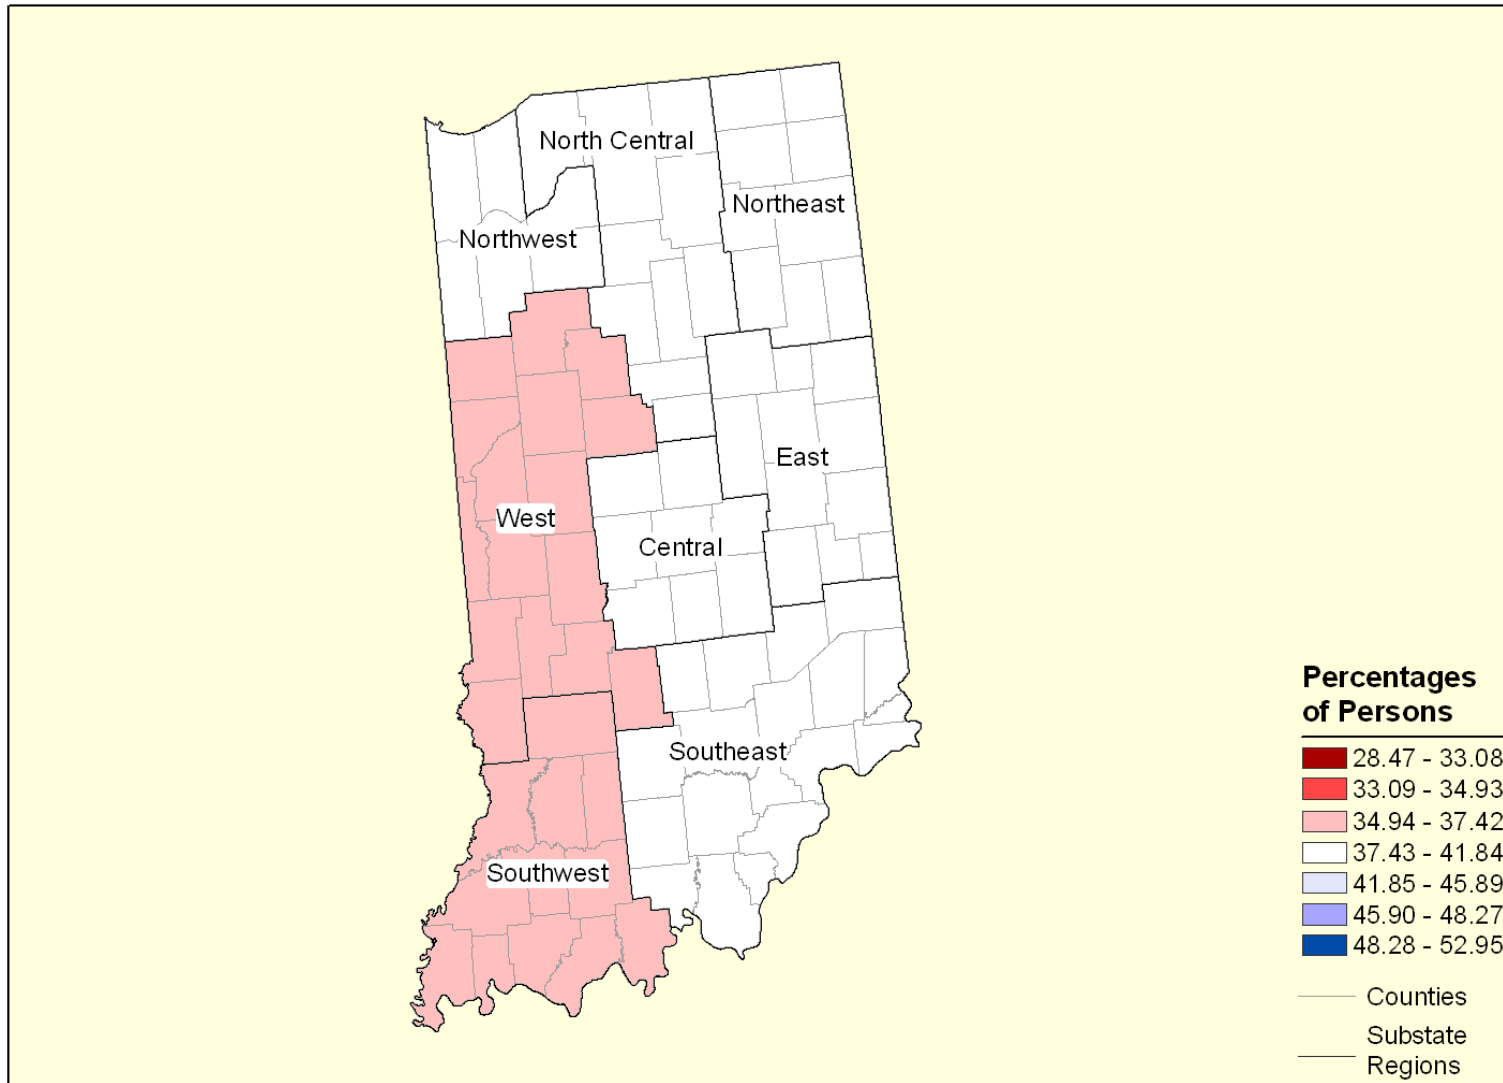 North Central
Northeast
Northwest
East
West
Central
Southeast
Southwest
Percentages
of Persons
28.47 - 33.08
33.09 - 34.93
34.94 - 37.42
37.43 - 41.84
41.85 - 45.89
45.90 - 48.27
48.28 - 52.95
Counties
Substate
Regions